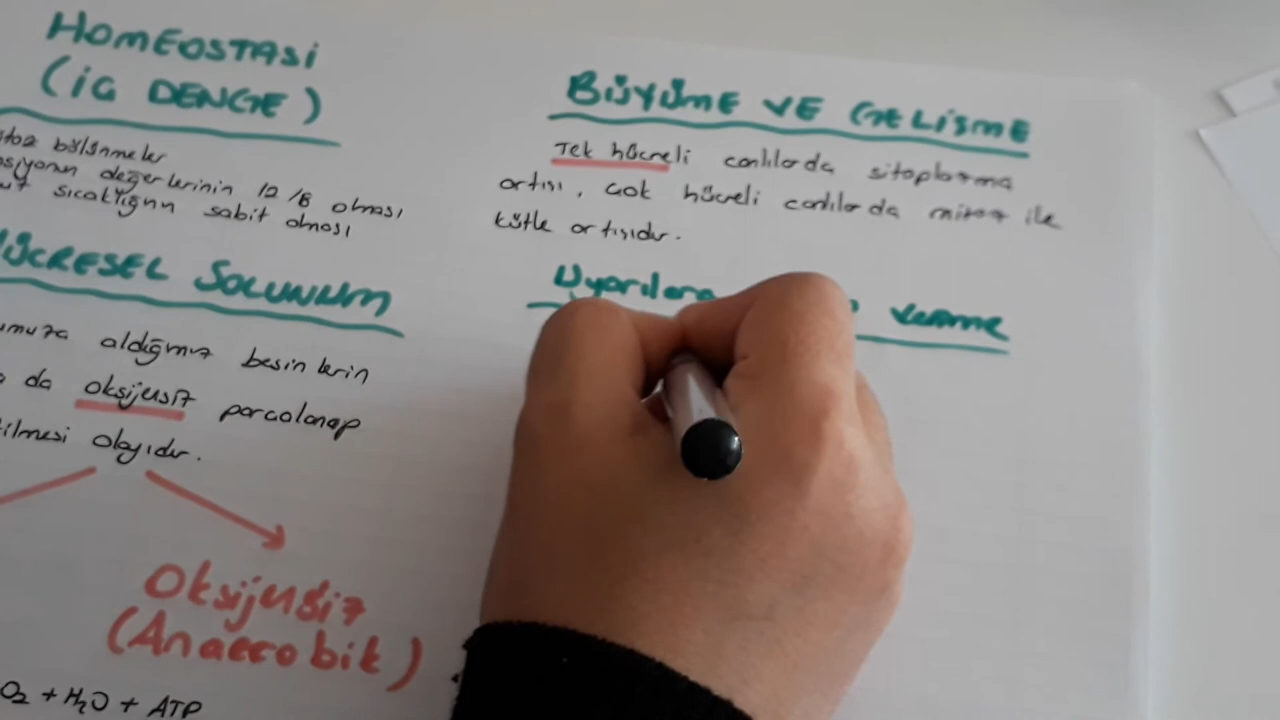 HOMEOSTASİ
(İÇ DENGE)
bölünmeler
değerlerinin 12/8 olması
sıcaklığının sabit olması
HÜCRESEL SOLUNUM
aldığımız besinlerin
da oksijensiz parçalanıp
olayıdır.
Oksijensiz
(Anaerobik)
O₂ + H₂O + ATP
BÜYÜME VE GELİŞME
Tek hücreli canlılarda sitoplazma
artışı, çok hücreli canlılarda mitoz ile
kütle artışıdır.
Uyarılara verme